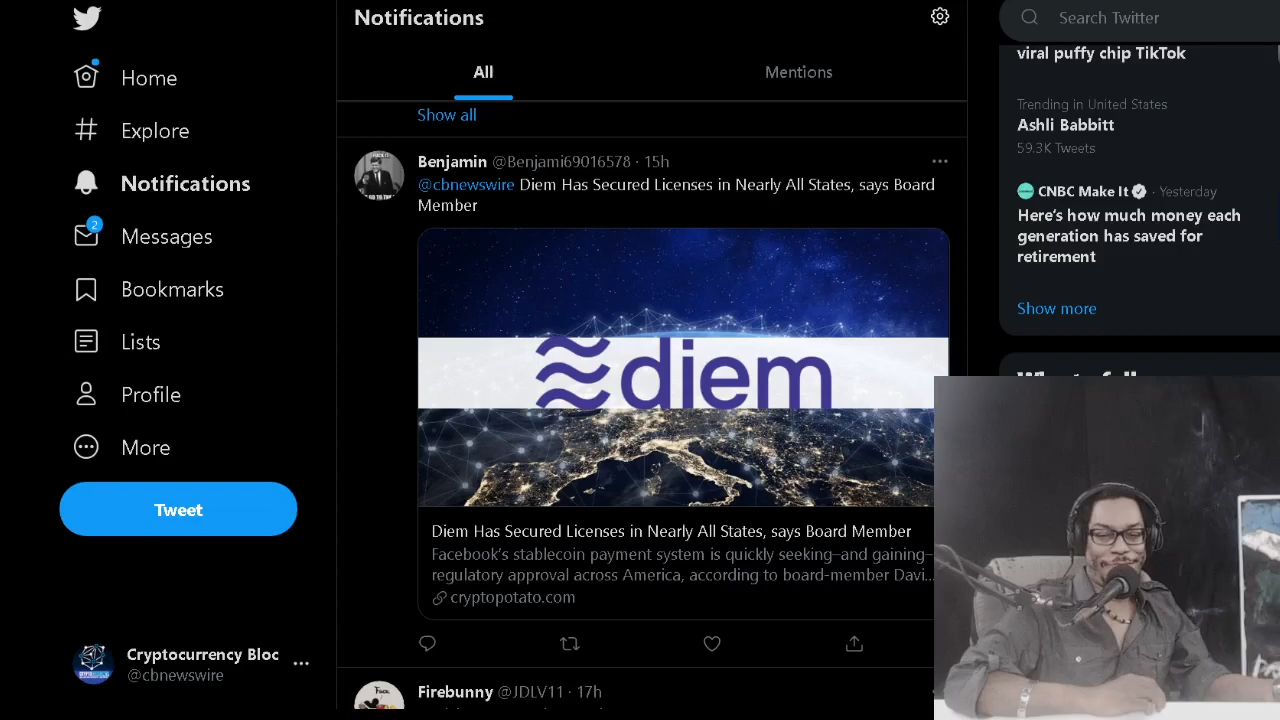 Home
Explore
Notifications
2
Messages
Bookmarks
Lists
Profile
More
Tweet
Cryptocurrency Bloc
@cbnewswire
Notifications
All
Mentions
Show all
Benjamin @Benjami69016578 · 15h
@cbnewswire Diem Has Secured Licenses in Nearly All States, says Board
Member
diem
Diem Has Secured Licenses in Nearly All States, says Board Member
Facebook's stablecoin payment system is quickly seeking–and gaining–
regulatory approval across America, according to board-member Davi...
cryptopotato.com
Firebunny @JDLV11 · 17h
Search Twitter
viral puffy chip TikTok
Trending in United States
Ashli Babbitt
59.3K Tweets
CNBC Make It · Yesterday
Here's how much money each
generation has saved for
retirement
Show more